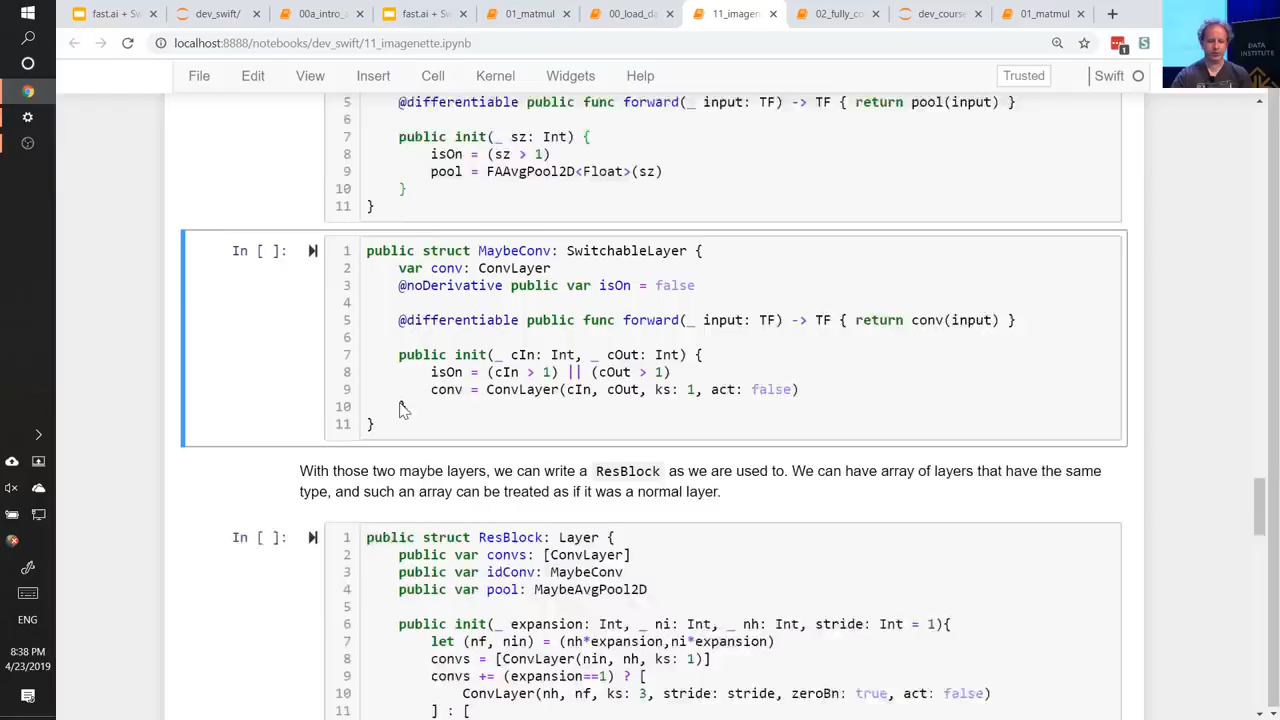 fast.ai + S
dev_swift/
00a_intro_a
fast.ai + S
01_matmul
00_load_da
11_imagen
02_fully_co
dev_course
01_matmul
localhost:8888/notebooks/dev_swift/11_imagenette.ipynb
DATA
INSTITUTE
File Edit View Insert Cell Kernel Widgets Help Trusted Swift
5 @differentiable public func forward(_ input: TF) -> TF { return pool(input) }
6
7 public init(_ sz: Int) {
8 isOn = (sz > 1)
9 pool = FAAvgPool2D<Float>(sz)
10 }
11 }
In [ ]:
1 public struct MaybeConv: SwitchableLayer {
2 var conv: ConvLayer
3 @noDerivative public var isOn = false
4
5 @differentiable public func forward(_ input: TF) -> TF { return conv(input) }
6
7 public init(_ cIn: Int, _ cOut: Int) {
8 isOn = (cIn > 1) || (cOut > 1)
9 conv = ConvLayer(cIn, cOut, ks: 1, act: false)
10
11 }
With those two maybe layers, we can write a ResBlock as we are used to. We can have array of layers that have the same
type, and such an array can be treated as if it was a normal layer.
In [ ]:
1 public struct ResBlock: Layer {
2 public var convs: [ConvLayer]
3 public var idConv: MaybeConv
4 public var pool: MaybeAvgPool2D
5
6 public init(_ expansion: Int, _ ni: Int, _ nh: Int, stride: Int = 1){
7 let (nf, nin) = (nh*expansion,ni*expansion)
8 convs = [ConvLayer(nin, nh, ks: 1)]
9 convs += (expansion==1) ? [
10 ConvLayer(nh, nf, ks: 3, stride: stride, zeroBn: true, act: false)
11 ] : [
ENG
8:38 PM
4/23/2019